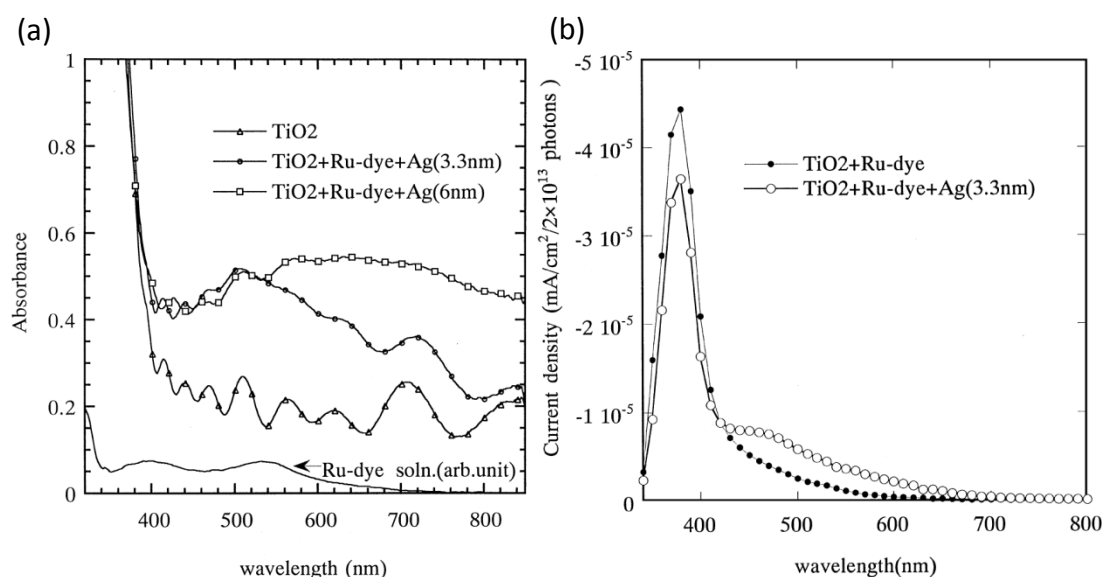 (a)
1
0.8
0.6
0.4
0.2
0
Absorbance
TiO2
TiO2+Ru-dye+Ag(3.3nm)
TiO2+Ru-dye+Ag(6nm)
Ru-dye soln.(arb.unit)
400 500 600 700 800
wavelength (nm)
(b)
-5 10⁻⁵
-4 10⁻⁵
-3 10⁻⁵
-2 10⁻⁵
-1 10⁻⁵
0
Current density (mA/cm²/2×10¹³ photons)
TiO2+Ru-dye
TiO2+Ru-dye+Ag(3.3nm)
400 500 600 700 800
wavelength(nm)